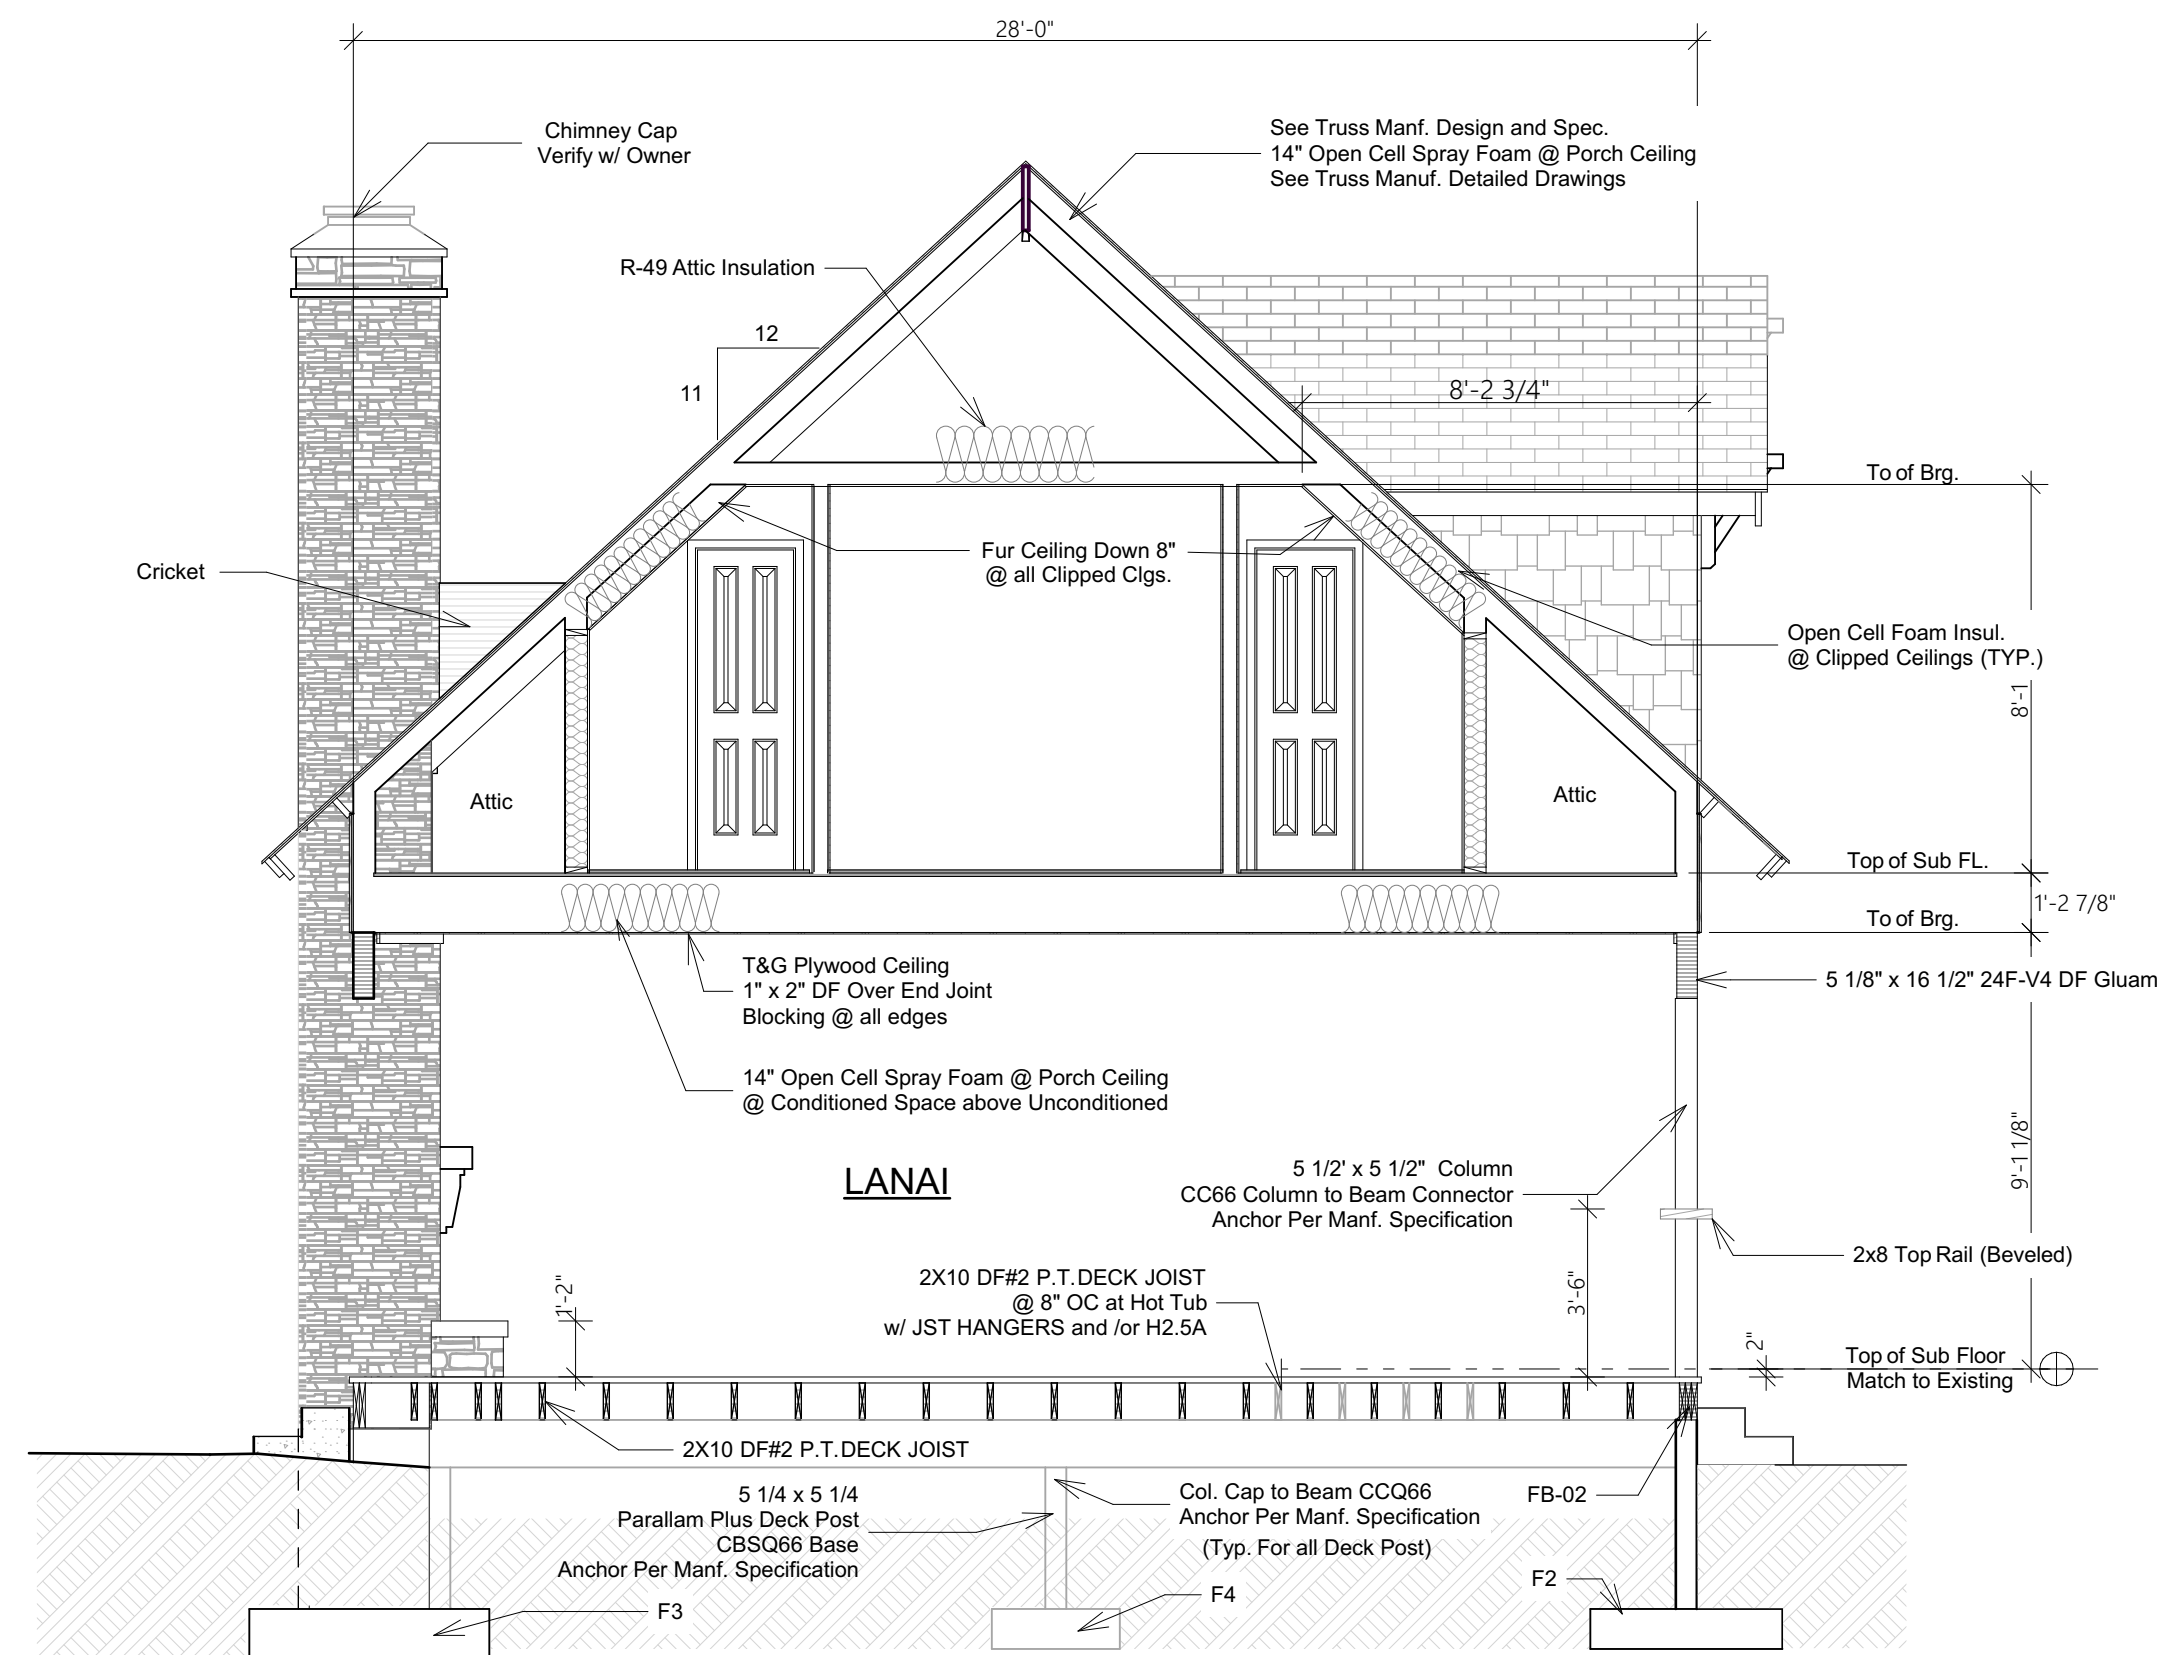 28'-0"
Chimney Cap
Verify w/ Owner
See Truss Manf. Design and Spec.
14" Open Cell Spray Foam @ Porch Ceiling
See Truss Manuf. Detailed Drawings
R-49 Attic Insulation
12
11
8'-2 3/4"
To of Brg.
Fur Ceiling Down 8"
@ all Clipped Clgs.
Cricket
Open Cell Foam Insul.
@ Clipped Ceilings (TYP.)
8'-1
Attic
Attic
Top of Sub FL.
1'-2 7/8"
To of Brg.
T&G Plywood Ceiling
1" x 2" DF Over End Joint
Blocking @ all edges
5 1/8" x 16 1/2" 24F-V4 DF Gluam
14" Open Cell Spray Foam @ Porch Ceiling
@ Conditioned Space above Unconditioned
9'-1 1/8"
LANAI
5 1/2' x 5 1/2" Column
CC66 Column to Beam Connector
Anchor Per Manf. Specification
2x8 Top Rail (Beveled)
1'-2"
2X10 DF#2 P.T.DECK JOIST
@ 8" OC at Hot Tub
w/ JST HANGERS and /or H2.5A
3'-6"
2"
Top of Sub Floor
Match to Existing
2X10 DF#2 P.T.DECK JOIST
5 1/4 x 5 1/4
Parallam Plus Deck Post
CBSQ66 Base
Anchor Per Manf. Specification
Col. Cap to Beam CCQ66
Anchor Per Manf. Specification
(Typ. For all Deck Post)
FB-02
F3
F4
F2